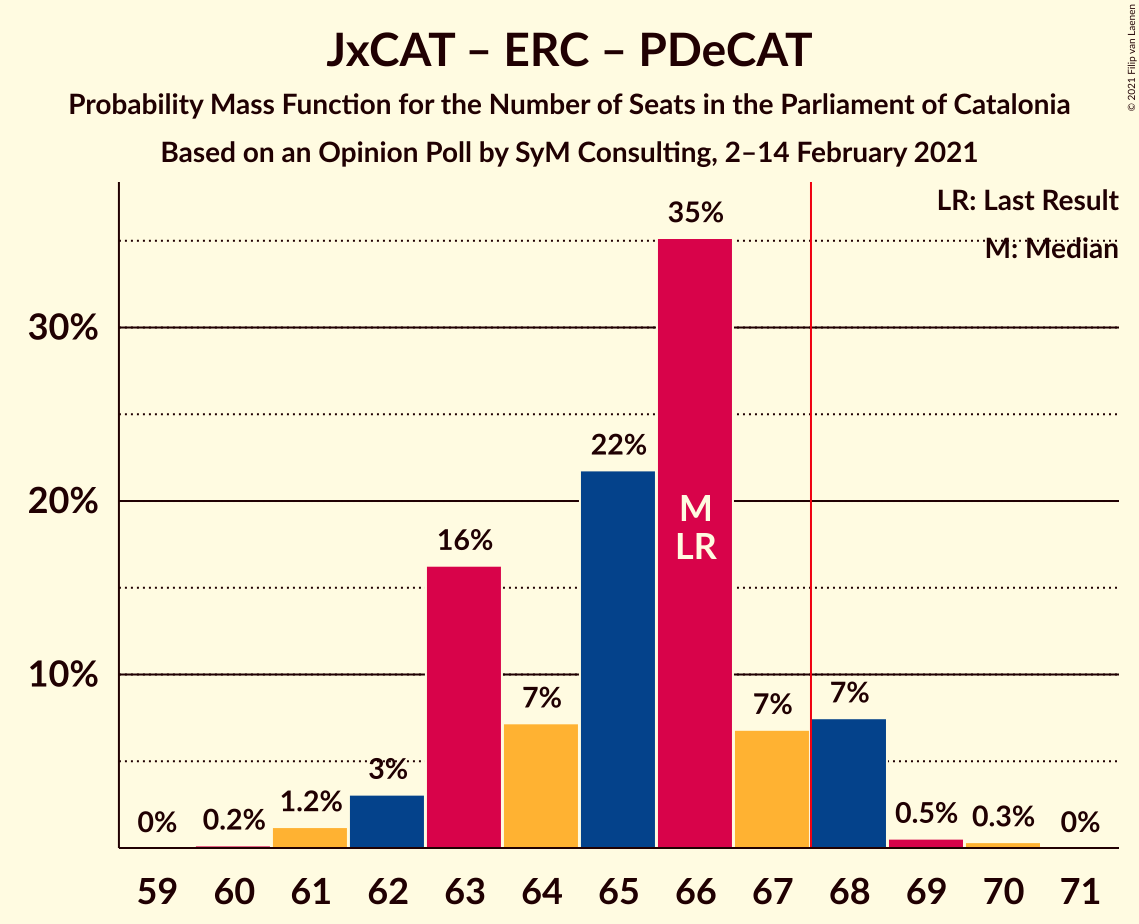 JxCAT – ERC – PDeCAT
Probability Mass Function for the Number of Seats in the Parliament of Catalonia
Based on an Opinion Poll by SyM Consulting, 2–14 February 2021
© 2021 Filip van Laenen
LR: Last Result
M: Median
30%
20%
10%
0%
0.2%
1.2%
3%
16%
7%
22%
35%
7%
7%
0.5%
0.3%
0%
M
LR
59 60 61 62 63 64 65 66 67 68 69 70 71